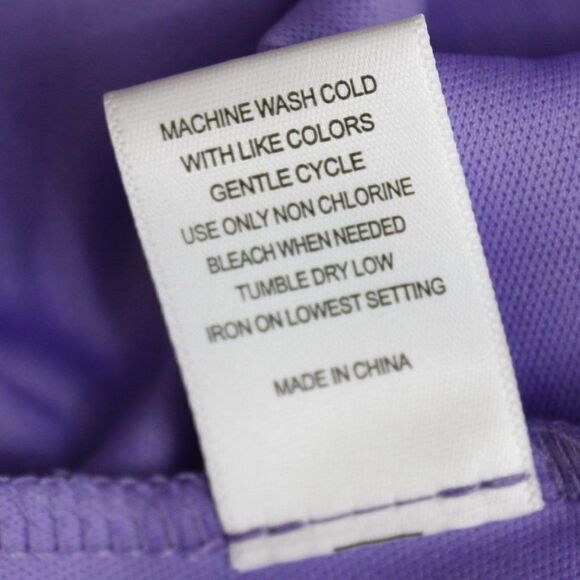 MACHINE WASH COLD
WITH LIKE COLORS
GENTLE CYCLE
USE ONLY NON CHLORINE
BLEACH WHEN NEEDED
TUMBLE DRY LOW
IRON ON LOWEST SETTING
MADE IN CHINA